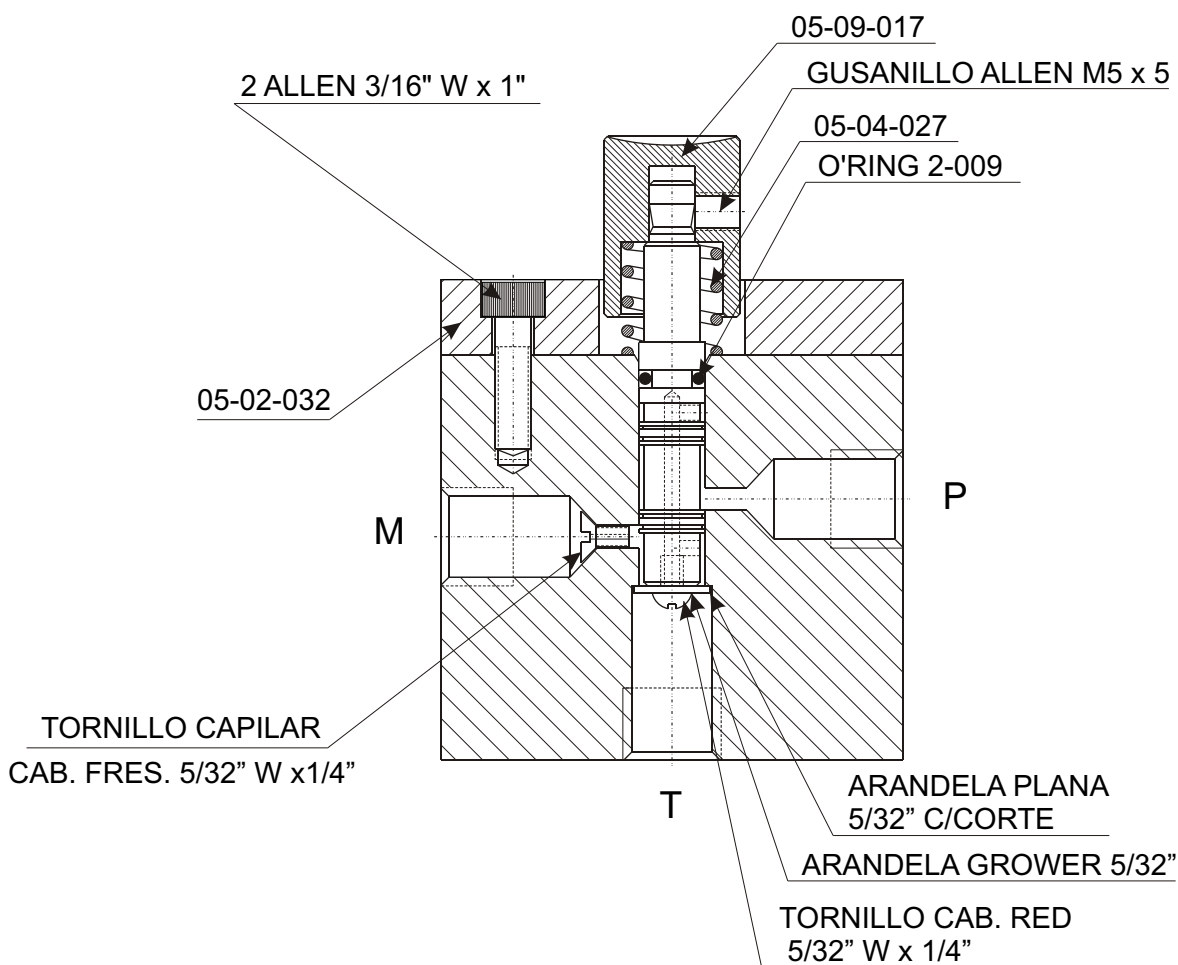 05-09-017
2 ALLEN 3/16" W x 1"
GUSANILLO ALLEN M5 x 5
05-04-027
O'RING 2-009
05-02-032
M
P
TORNILLO CAPILAR
CAB. FRES. 5/32” W x1/4”
T
ARANDELA PLANA
5/32” C/CORTE
ARANDELA GROWER 5/32”
TORNILLO CAB. RED
5/32” W x 1/4”